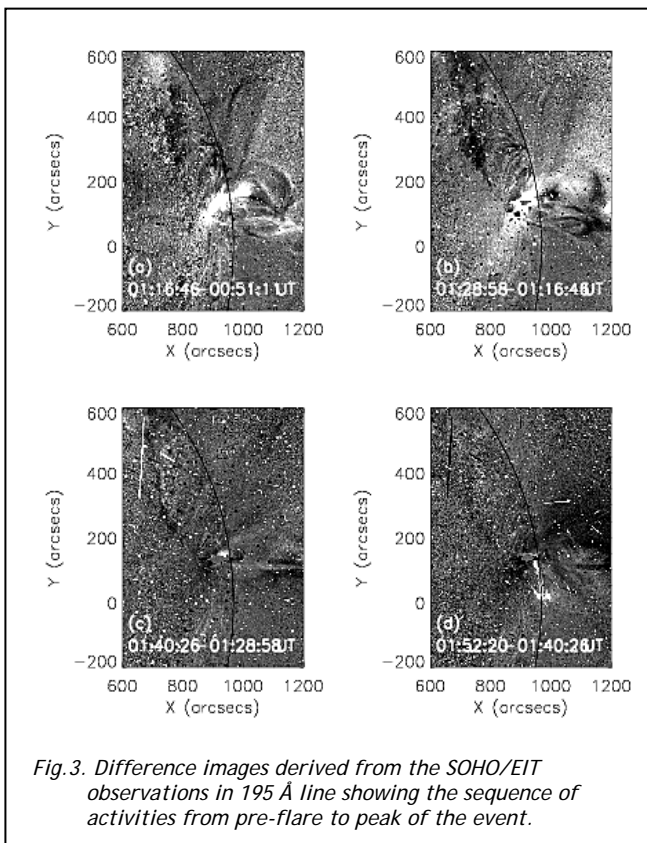 600
400
200
0
-200
Y (arcsecs)
(a)
01:16:46-00:51:11UT
600 800 1000 1200
X (arcsecs)
600
400
200
0
-200
Y (arcsecs)
(b)
01:28:58-01:16:46UT
600 800 1000 1200
X (arcsecs)
600
400
200
0
-200
Y (arcsecs)
(c)
01:40:26-01:28:58UT
600 800 1000 1200
X (arcsecs)
600
400
200
0
-200
Y (arcsecs)
(d)
01:52:20-01:40:26UT
600 800 1000 1200
X (arcsecs)
Fig.3. Difference images derived from the SOHO/EIT
observations in 195 Å line showing the sequence of
activities from pre-flare to peak of the event.